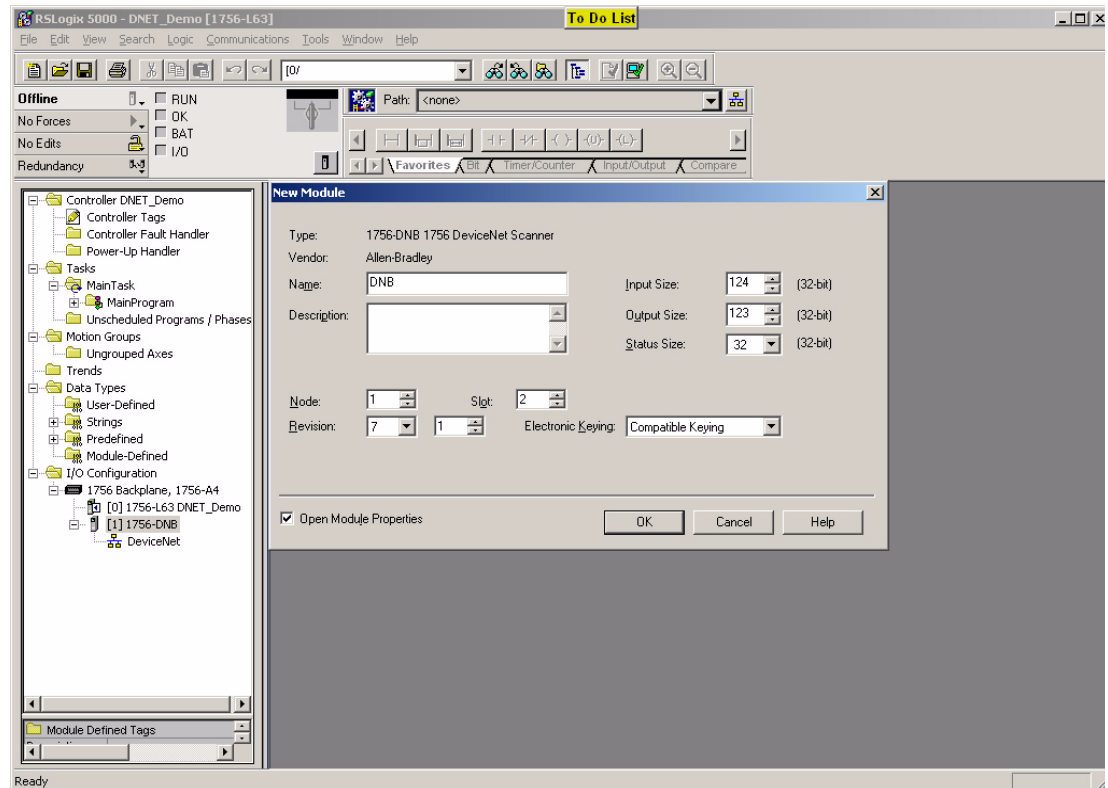 RSLogix 5000 - DNET_Demo [1756-L63]
To Do List
File Edit View Search Logic Communications Tools Window Help
[0/
Offline
RUN
Path: <none>
No Forces
OK
No Edits
BAT
I/O
Redundancy
Favorites Bit Timer/Counter Input/Output Compare
Controller DNET_Demo
Controller Tags
Controller Fault Handler
Power-Up Handler
Tasks
MainTask
MainProgram
Unscheduled Programs / Phases
Motion Groups
Ungrouped Axes
Trends
Data Types
User-Defined
Strings
Predefined
Module-Defined
I/O Configuration
1756 Backplane, 1756-A4
[0] 1756-L63 DNET_Demo
[1] 1756-DNB
DeviceNet
Module Defined Tags
New Module
Type: 1756-DNB 1756 DeviceNet Scanner
Vendor: Allen-Bradley
Name: DNB Input Size: 124 (32-bit)
Description: Output Size: 123 (32-bit)
Status Size: 32 (32-bit)
Node: 1 Slot: 2
Revision: 7 1 Electronic Keying: Compatible Keying
Open Module Properties OK Cancel Help
Ready